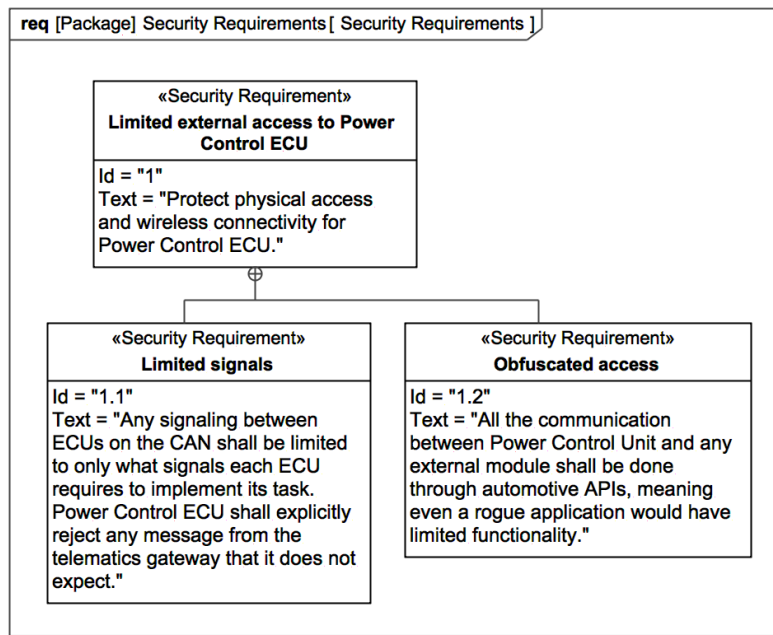 req [Package] Security Requirements[ Security Requirements ]
«Security Requirement»
Limited external access to Power
Control ECU
Id = "1"
Text = "Protect physical access
and wireless connectivity for
Power Control ECU."
«Security Requirement»
Limited signals
Id = "1.1"
Text = "Any signaling between
ECUs on the CAN shall be limited
to only what signals each ECU
requires to implement its task.
Power Control ECU shall explicitly
reject any message from the
telematics gateway that it does not
expect."
«Security Requirement»
Obfuscated access
Id = "1.2"
Text = "All the communication
between Power Control Unit and any
external module shall be done
through automotive APIs, meaning
even a rogue application would have
limited functionality."